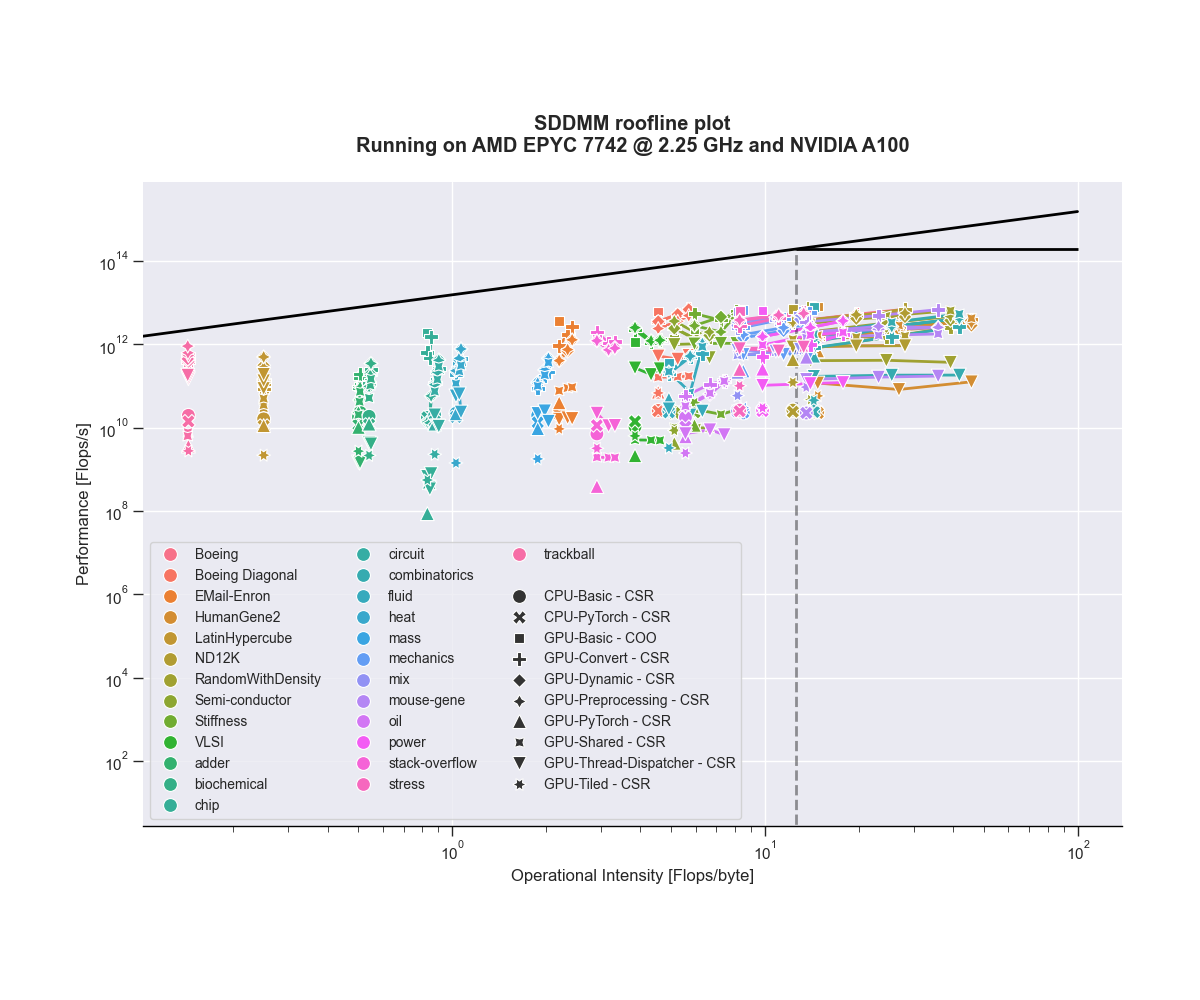 SDDMM roofline plot
Running on AMD EPYC 7742 @ 2.25 GHz and NVIDIA A100
Performance [Flops/s]
10^14
10^12
10^10
10^8
10^6
10^4
10^2
Boeing
Boeing Diagonal
EMail-Enron
HumanGene2
LatinHypercube
ND12K
RandomWithDensity
Semi-conductor
Stiffness
VLSI
adder
biochemical
chip
circuit
combinatorics
fluid
heat
mass
mechanics
mix
mouse-gene
oil
power
stack-overflow
stress
trackball
CPU-Basic - CSR
CPU-PyTorch - CSR
GPU-Basic - COO
GPU-Convert - CSR
GPU-Dynamic - CSR
GPU-Preprocessing - CSR
GPU-PyTorch - CSR
GPU-Shared - CSR
GPU-Thread-Dispatcher - CSR
GPU-Tiled - CSR
10^0
10^1
10^2
Operational Intensity [Flops/byte]